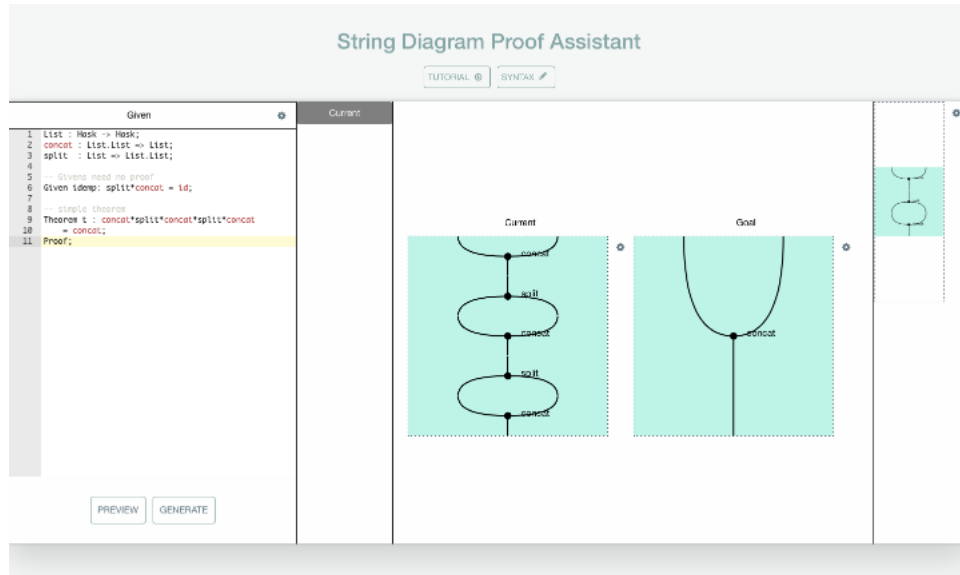 String Diagram Proof Assistant
TUTORIAL
SYNTAX
Given
1 List : Hask -> Hask;
2 concat : List.List => List;
3 split : List => List.List;
4
5 -- Givens need no proof
6 Given idemp: split*concat = id;
7
8 -- simple theorem
9 Theorem t : concat*split*concat*split*concat
10 = concat;
11 Proof;
PREVIEW
GENERATE
Current
Current
concat
split
concat
split
concat
Goal
concat